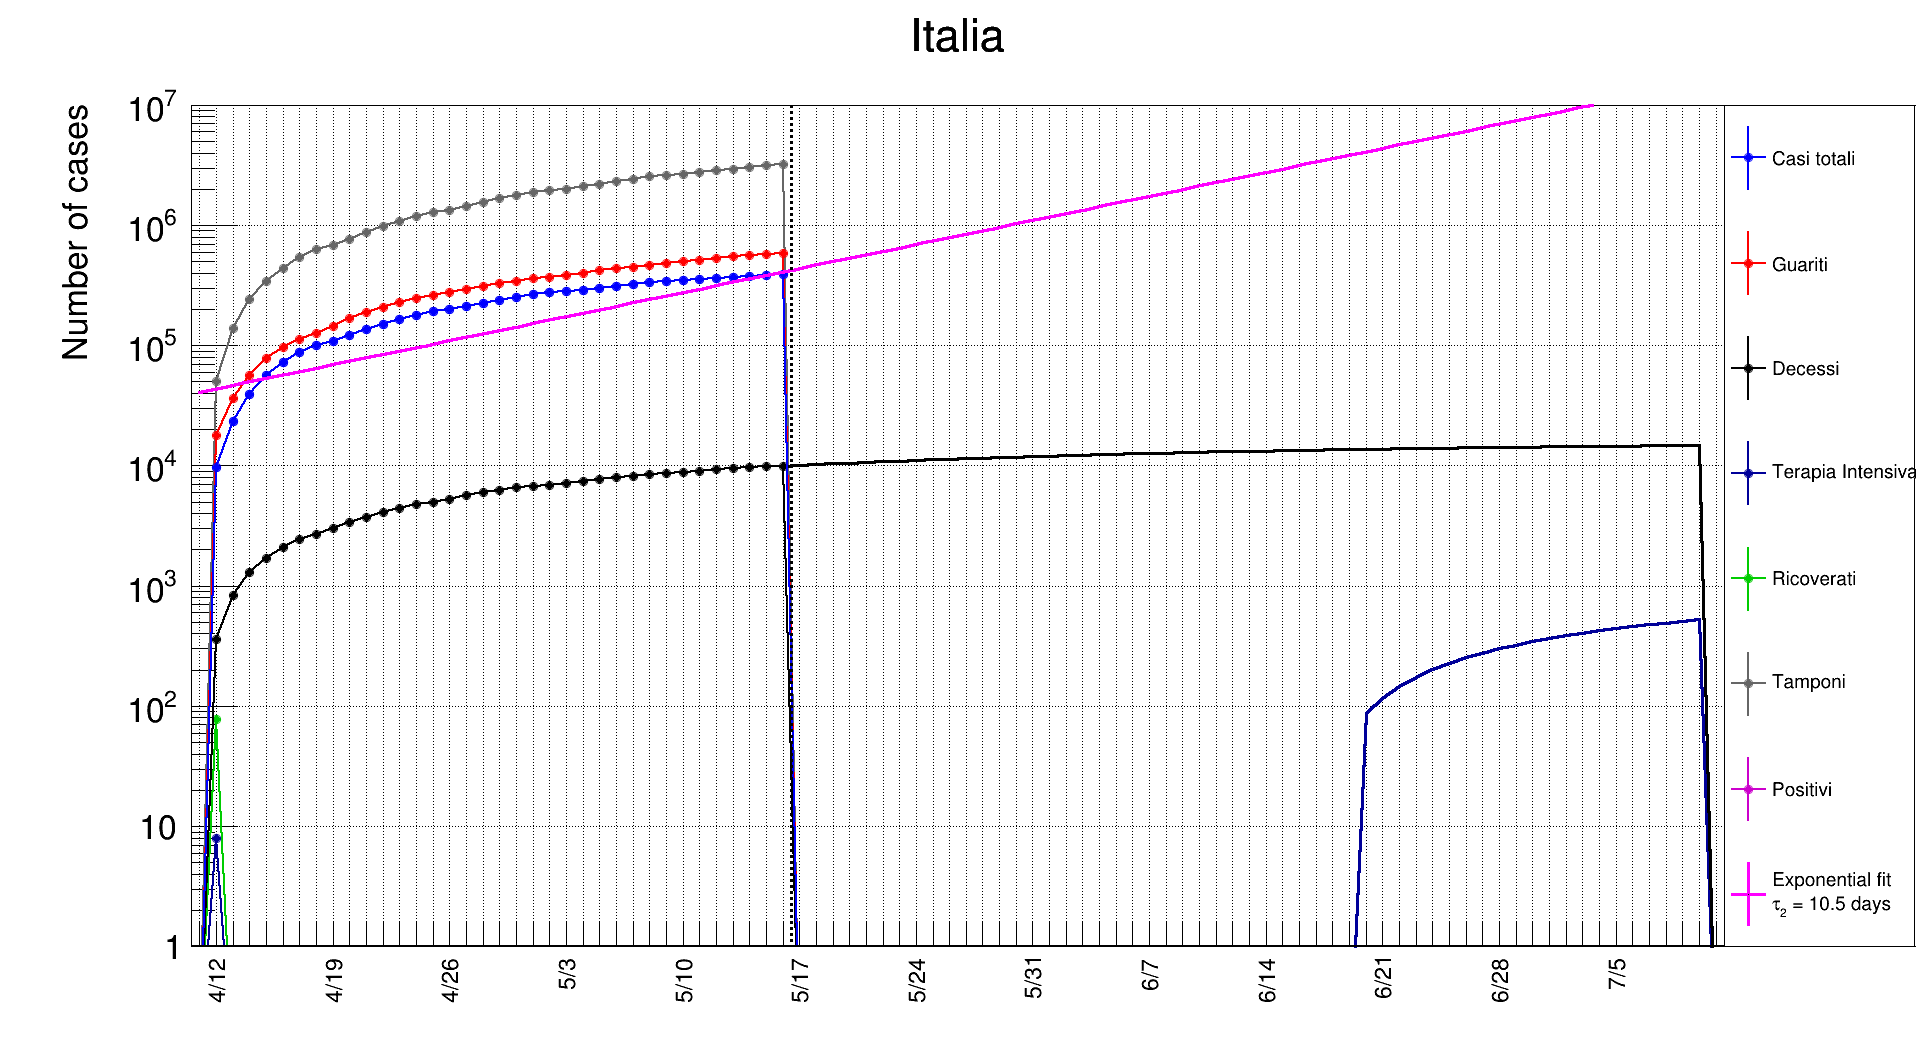 Italia
Number of cases
10^7
10^6
10^5
10^4
10^3
10^2
10
1
4/12
4/19
4/26
5/3
5/10
5/17
5/24
5/31
6/7
6/14
6/21
6/28
7/5
Casi totali
Guariti
Decessi
Terapia Intensiva
Ricoverati
Tamponi
Positivi
Exponential fit
τ₂ = 10.5 days